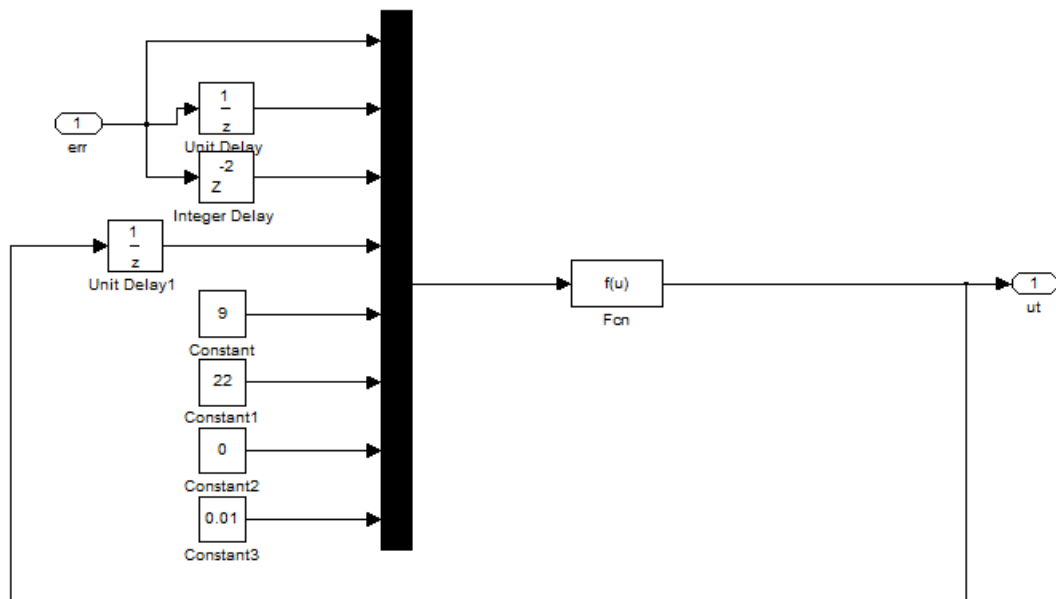 1
err
1
z
Unit Delay
-2
Z
Integer Delay
1
z
Unit Delay1
9
Constant
22
Constant1
0
Constant2
0.01
Constant3
f(u)
Fcn
1
ut